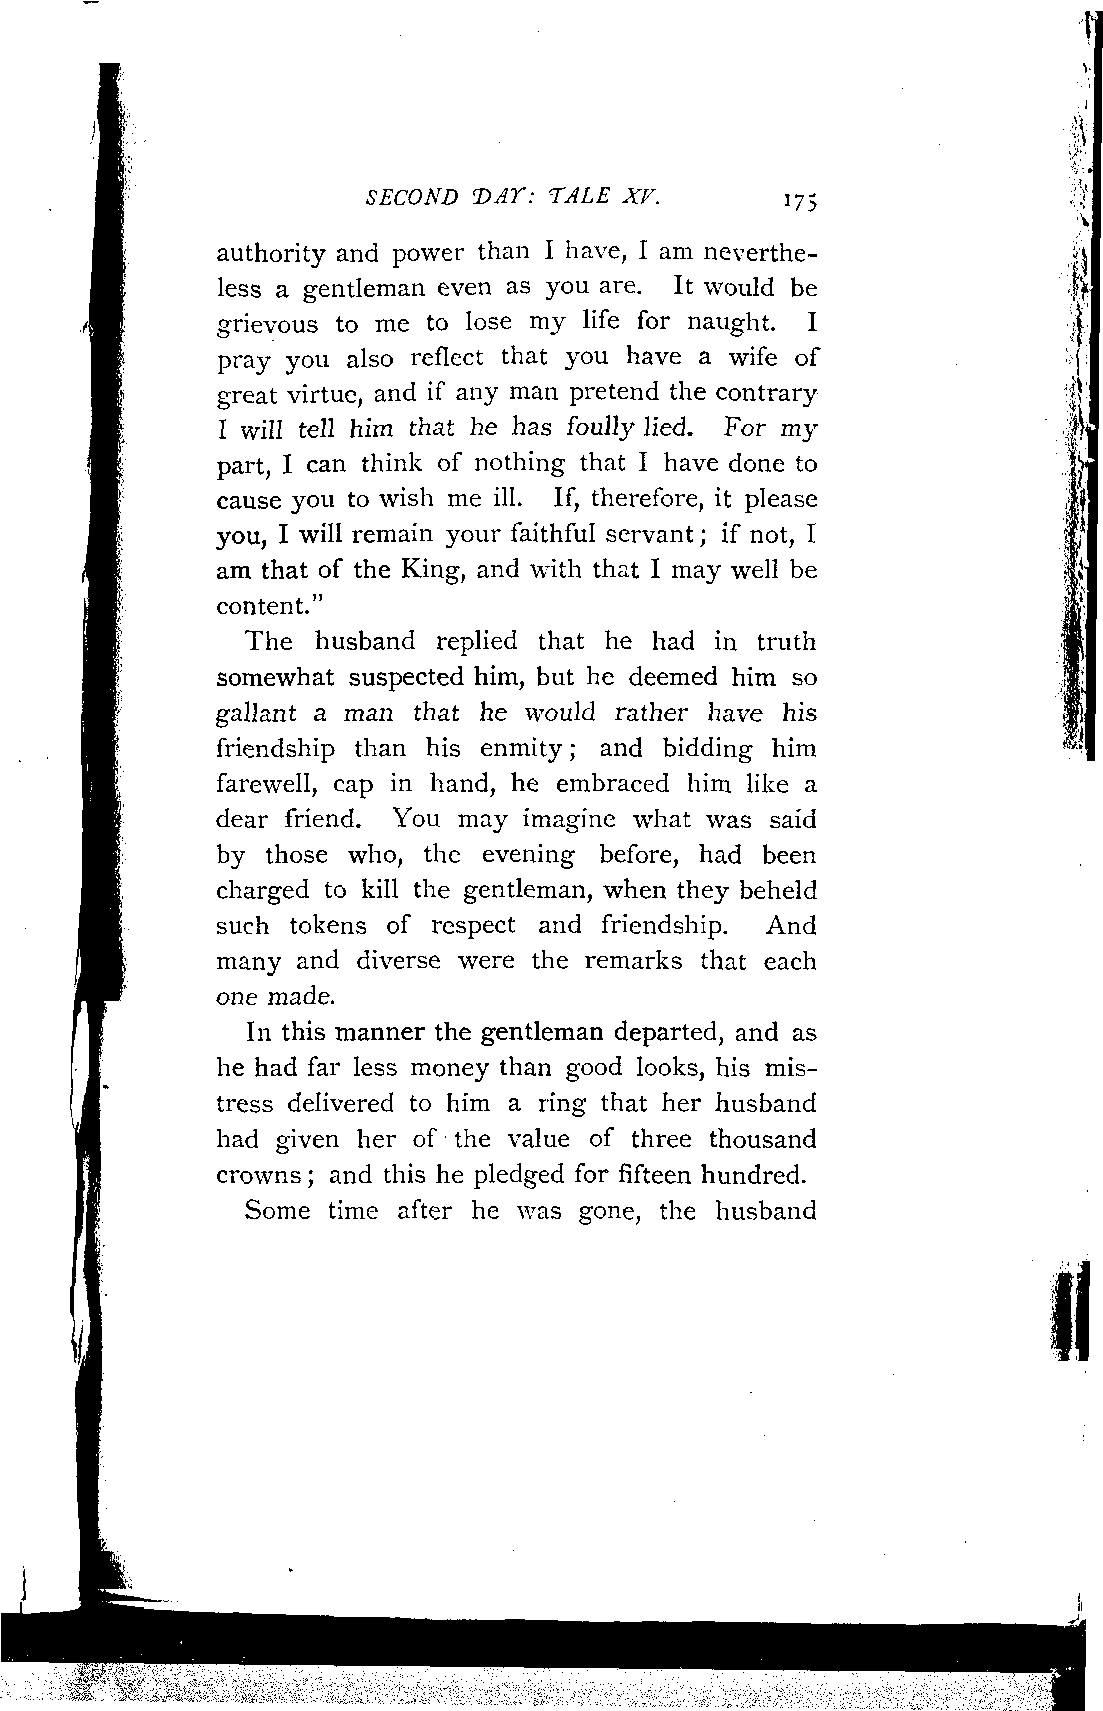 SECOND DAY: TALE XV. 175
authority and power than I have, I am neverthe-
less a gentleman even as you are. It would be
grievous to me to lose my life for naught. I
pray you also reflect that you have a wife of
great virtue, and if any man pretend the contrary
I will tell him that he has foully lied. For my
part, I can think of nothing that I have done to
cause you to wish me ill. If, therefore, it please
you, I will remain your faithful servant; if not, I
am that of the King, and with that I may well be
content."
The husband replied that he had in truth
somewhat suspected him, but he deemed him so
gallant a man that he would rather have his
friendship than his enmity; and bidding him
farewell, cap in hand, he embraced him like a
dear friend. You may imagine what was said
by those who, the evening before, had been
charged to kill the gentleman, when they beheld
such tokens of respect and friendship. And
many and diverse were the remarks that each
one made.
In this manner the gentleman departed, and as
he had far less money than good looks, his mis-
tress delivered to him a ring that her husband
had given her of the value of three thousand
crowns; and this he pledged for fifteen hundred.
Some time after he was gone, the husband